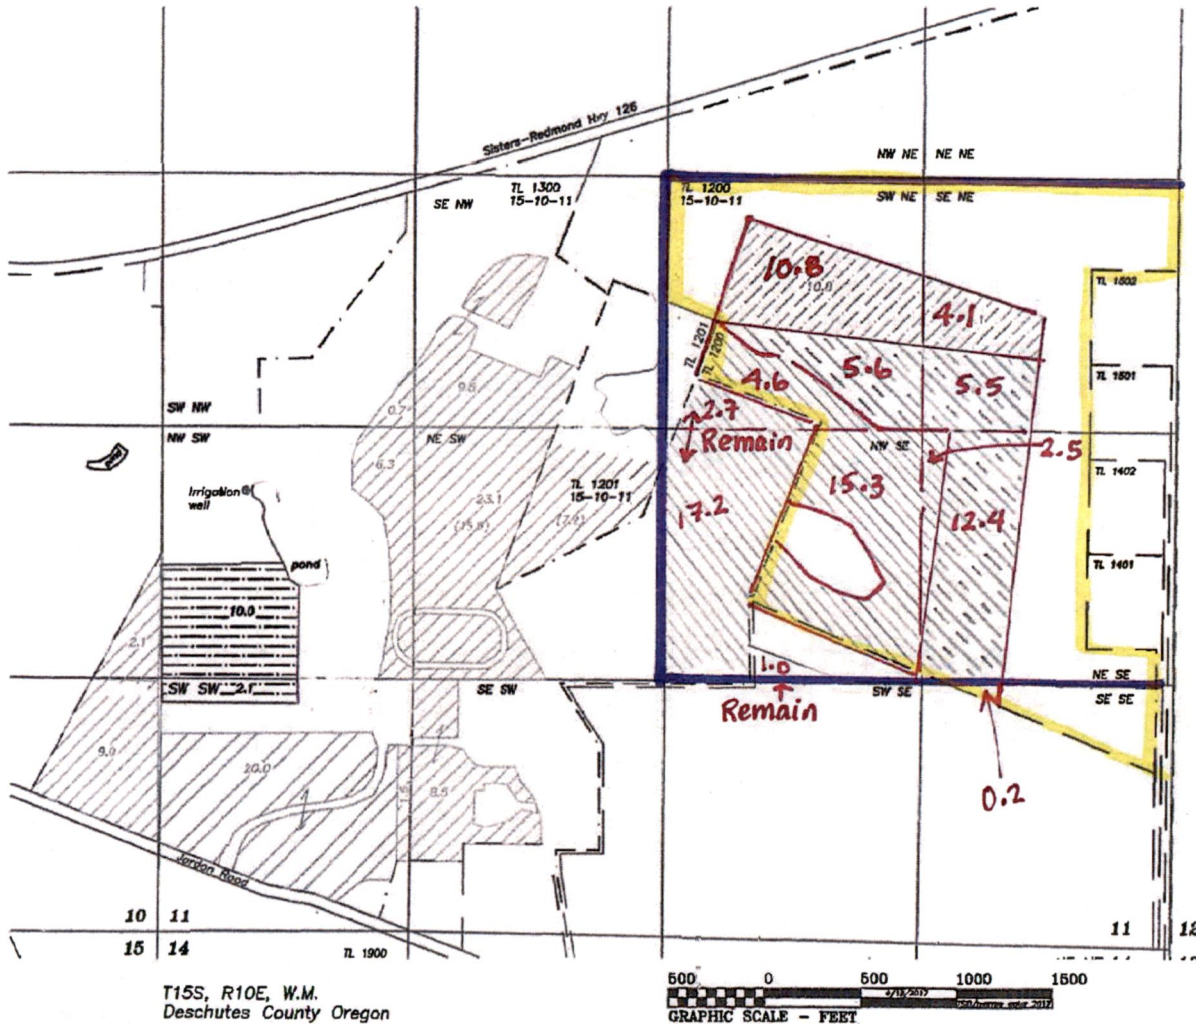 Sisters-Redmond Hwy 126
NW NE NE NE
TL 1300
15-10-11
SE NW
TL 1200
15-10-11
SW NE SE NE
10.8
TL 1502
4.1
TL 1201
TL 1200
5.6
4.6
5.5
TL 1501
9.5
0.7
SW NW
NW SW
NE SW
2.7
Remain
NW SE
2.5
pond
6.3
TL 1201
15-10-11
TL 1402
Irrigation
well
23.1
(15.8)
15.3
17.2
12.4
pond
TL 1401
10.0
2.1
1.0
NE SE
SW SW 2.1
SE SW
SW SE
SE SE
Remain
9.0
20.0
8.5
0.2
Jordan Road
10 11
15 14
TL 1900
11 12
T15S, R10E, W.M.
Deschutes County Oregon
500 0 500 1000 1500
GRAPHIC SCALE - FEET